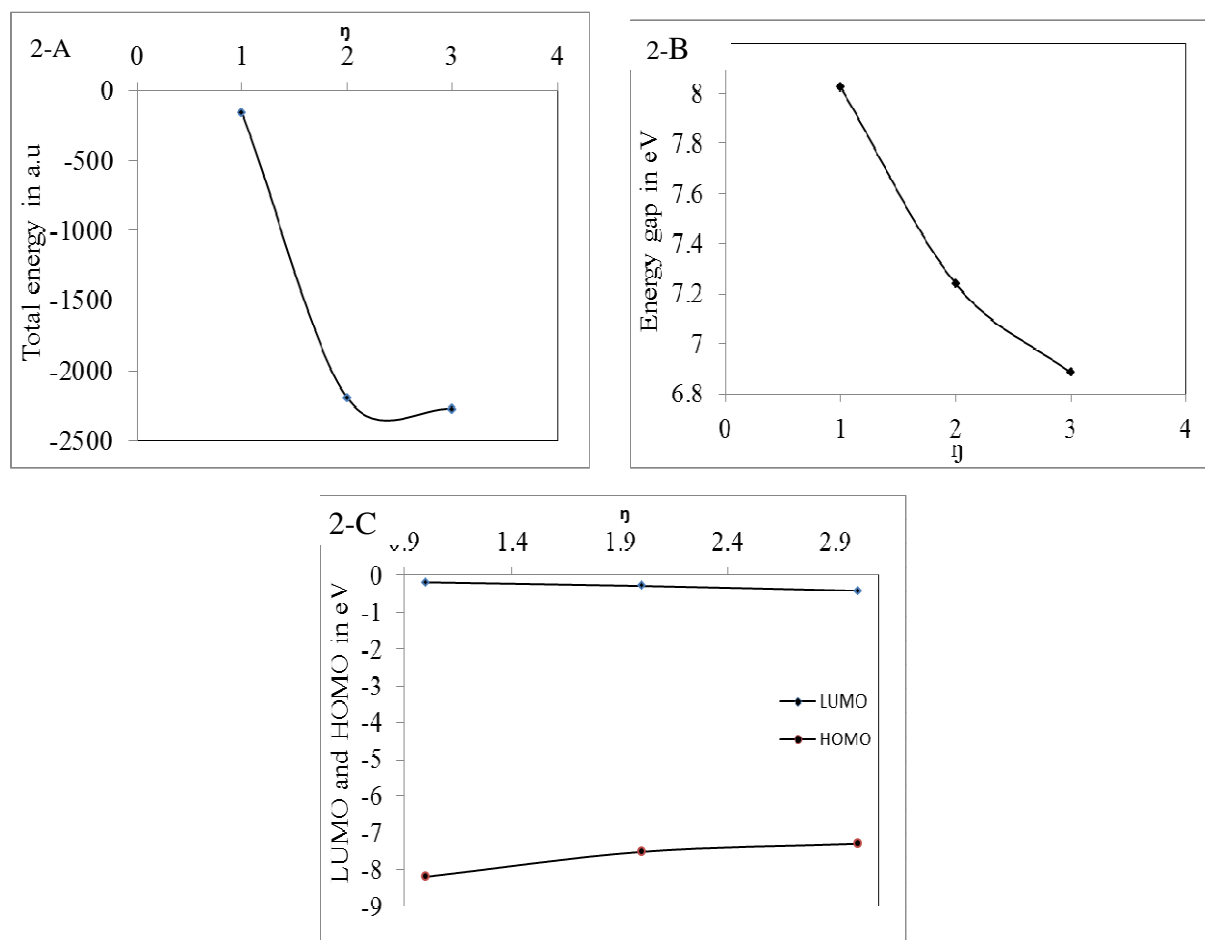 2-A
ŋ
0 1 2 3 4
0
-500
-1000
-1500
-2000
-2500
Total energy in a.u
2-B
8
7.8
7.6
7.4
7.2
7
6.8
Energy gap in eV
0 1 2 3 4
ŋ
2-C
ŋ
0.9 1.4 1.9 2.4 2.9
0
-1
-2
-3
-4
-5
-6
-7
-8
-9
LUMO and HOMO in eV
LUMO
HOMO